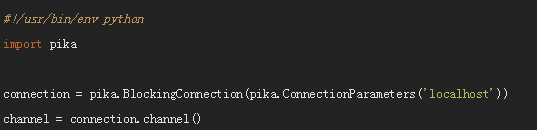 #!/usr/bin/env python
import pika
connection = pika.BlockingConnection(pika.ConnectionParameters('localhost'))
channel = connection.channel()